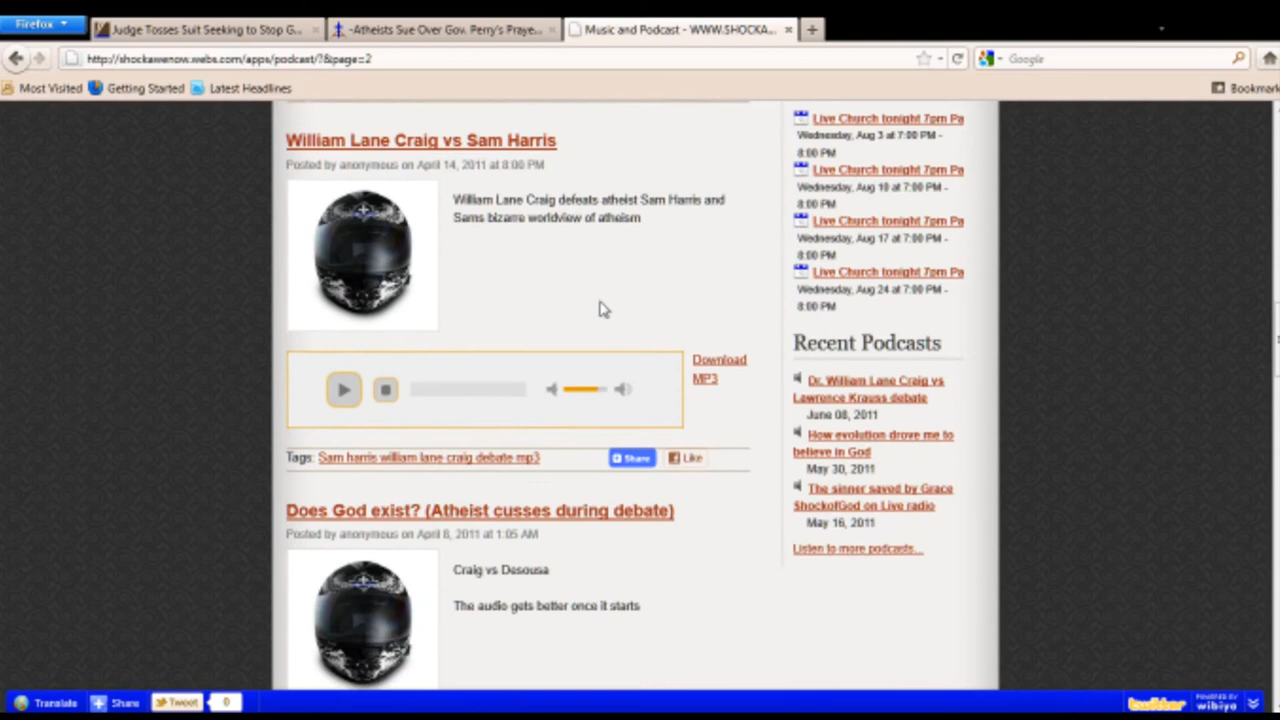 Firefox
Judge Tosses Suit Seeking to Stop G...
-Atheists Sue Over Gov. Perry's Praye...
Music and Podcast - WWW.SHOCKA...
http://shockawenow.webs.com/apps/podcast/?&page=2
Google
Most Visited
Getting Started
Latest Headlines
Bookmark
William Lane Craig vs Sam Harris
Posted by anonymous on April 14, 2011 at 8:00 PM
William Lane Craig defeats atheist Sam Harris and
Sams bizarre worldview of atheism
Download
MP3
Tags: Sam harris william lane craig debate mp3
Share
Like
Does God exist? (Atheist cusses during debate)
Posted by anonymous on April 8, 2011 at 1:05 AM
Craig vs Desousa
The audio gets better once it starts
Live Church tonight 7pm Pa
Wednesday, Aug 3 at 7:00 PM -
8:00 PM
Live Church tonight 7pm Pa
Wednesday, Aug 10 at 7:00 PM -
8:00 PM
Live Church tonight 7pm Pa
Wednesday, Aug 17 at 7:00 PM -
8:00 PM
Live Church tonight 7pm Pa
Wednesday, Aug 24 at 7:00 PM -
8:00 PM
Recent Podcasts
Dr. William Lane Craig vs
Lawrence Krauss debate
June 08, 2011
How evolution drove me to
believe in God
May 30, 2011
The sinner saved by Grace
ShockofGod on Live radio
May 16, 2011
Listen to more podcasts...
Translate
Share
Tweet
0
twitter
POWERED BY
wibiya